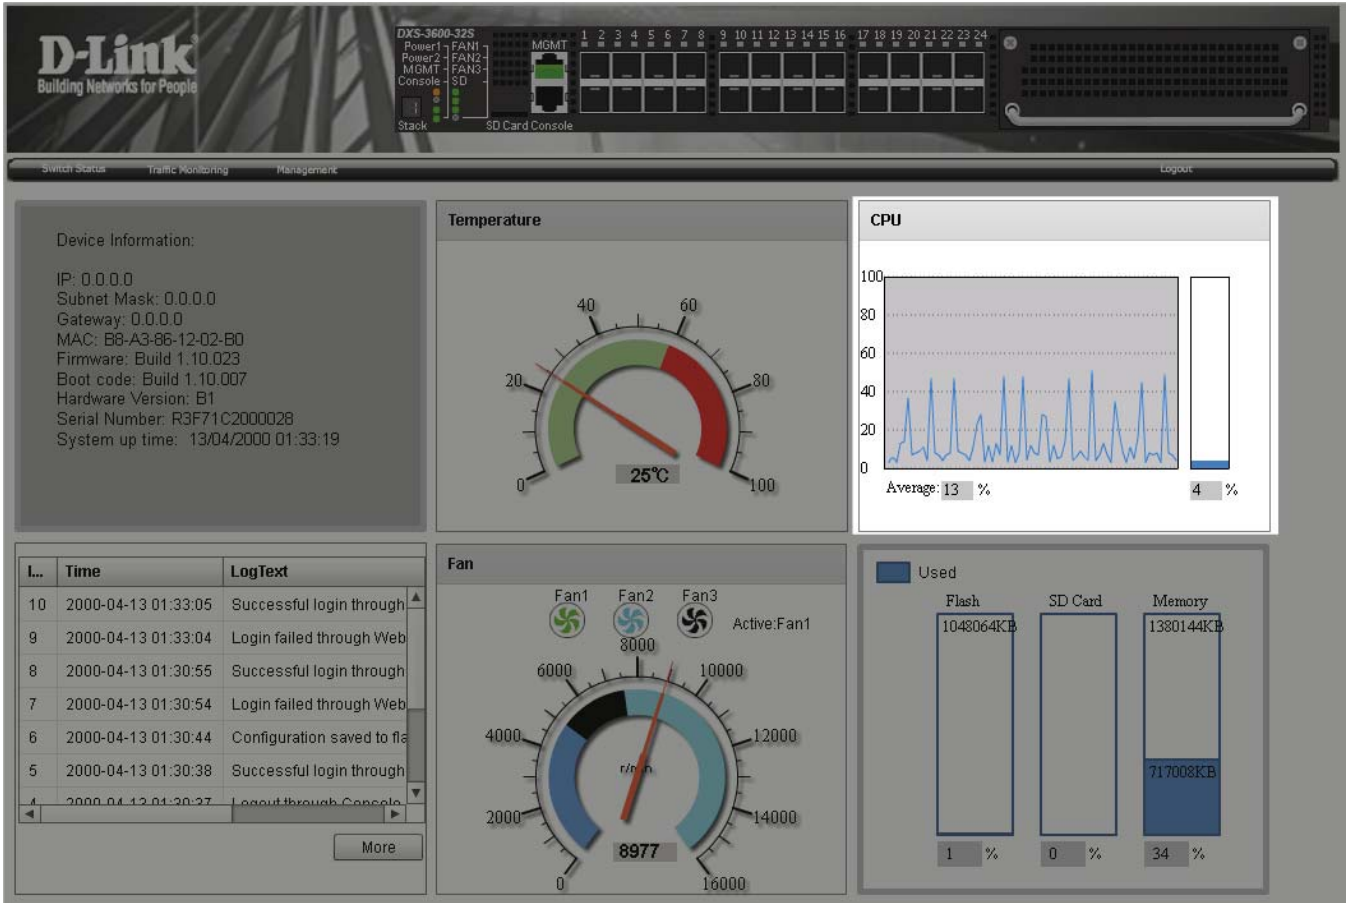 D-Link
Building Networks for People
DXS-3600-32S
Power1 FAN1
Power2 FAN2
MGMT FAN3
Console SD
Stack
SD Card Console
MGMT
1 2 3 4 5 6 7 8 9 10 11 12 13 14 15 16 17 18 19 20 21 22 23 24
Switch Status Traffic Monitoring Management Logout
Device Information:
IP: 0.0.0.0
Subnet Mask: 0.0.0.0
Gateway: 0.0.0.0
MAC: B8-A3-86-12-02-B0
Firmware: Build 1.10.023
Boot code: Build 1.10.007
Hardware Version: B1
Serial Number: R3F71C2000028
System up time: 13/04/2000 01:33:19
Temperature
0 20 40 60 80 100
25℃
CPU
100
80
60
40
20
0
Average: 13 %
4 %
I... Time LogText
10 2000-04-13 01:33:05 Successful login through
9 2000-04-13 01:33:04 Login failed through Web
8 2000-04-13 01:30:55 Successful login through
7 2000-04-13 01:30:54 Login failed through Web
6 2000-04-13 01:30:44 Configuration saved to fla
5 2000-04-13 01:30:38 Successful login through
4 2000-04-13 01:30:37 Logout through Console
More
Fan
Fan1 Fan2 Fan3
Active:Fan1
0 2000 4000 6000 8000 10000 12000 14000 16000
8977
Used
Flash SD Card Memory
1048064KB 1380144KB
717008KB
1 % 0 % 34 %